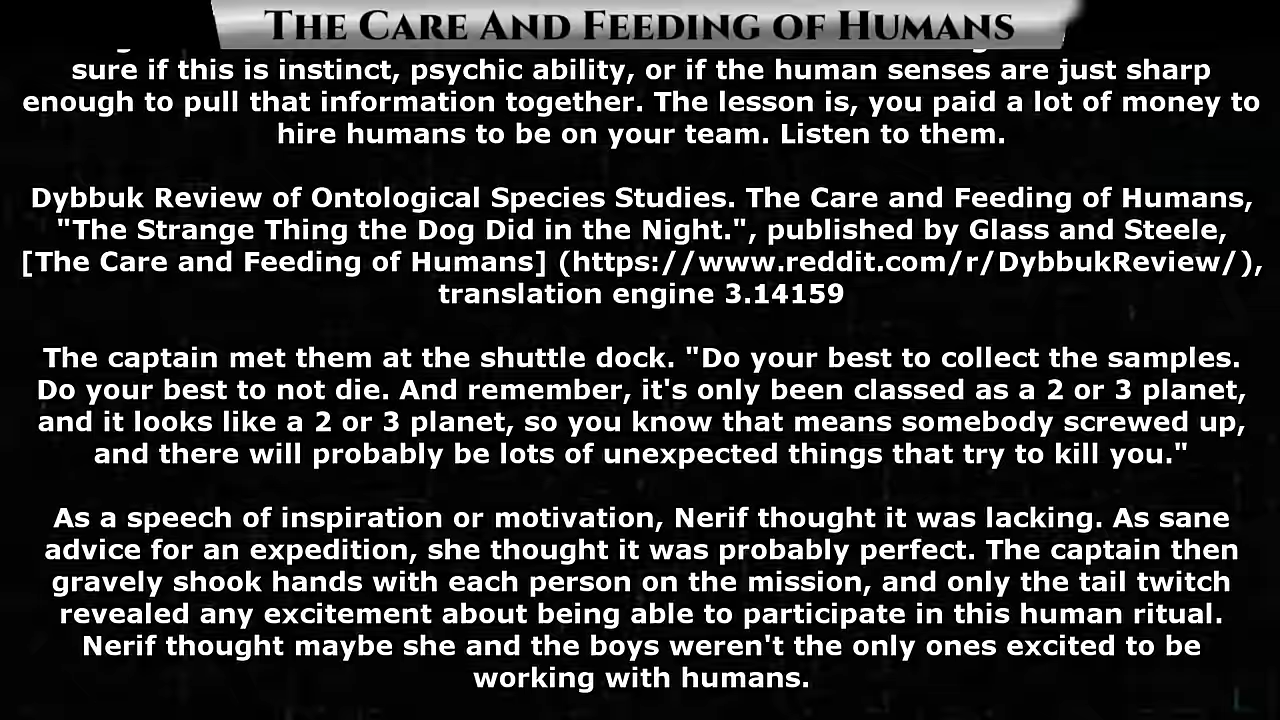 THE CARE AND FEEDING OF HUMANS
sure if this is instinct, psychic ability, or if the human senses are just sharp
enough to pull that information together. The lesson is, you paid a lot of money to
hire humans to be on your team. Listen to them.
Dybbuk Review of Ontological Species Studies. The Care and Feeding of Humans,
"The Strange Thing the Dog Did in the Night.", published by Glass and Steele,
[The Care and Feeding of Humans] (https://www.reddit.com/r/DybbukReview/),
translation engine 3.14159
The captain met them at the shuttle dock. "Do your best to collect the samples.
Do your best to not die. And remember, it's only been classed as a 2 or 3 planet,
and it looks like a 2 or 3 planet, so you know that means somebody screwed up,
and there will probably be lots of unexpected things that try to kill you."
As a speech of inspiration or motivation, Nerif thought it was lacking. As sane
advice for an expedition, she thought it was probably perfect. The captain then
gravely shook hands with each person on the mission, and only the tail twitch
revealed any excitement about being able to participate in this human ritual.
Nerif thought maybe she and the boys weren't the only ones excited to be
working with humans.